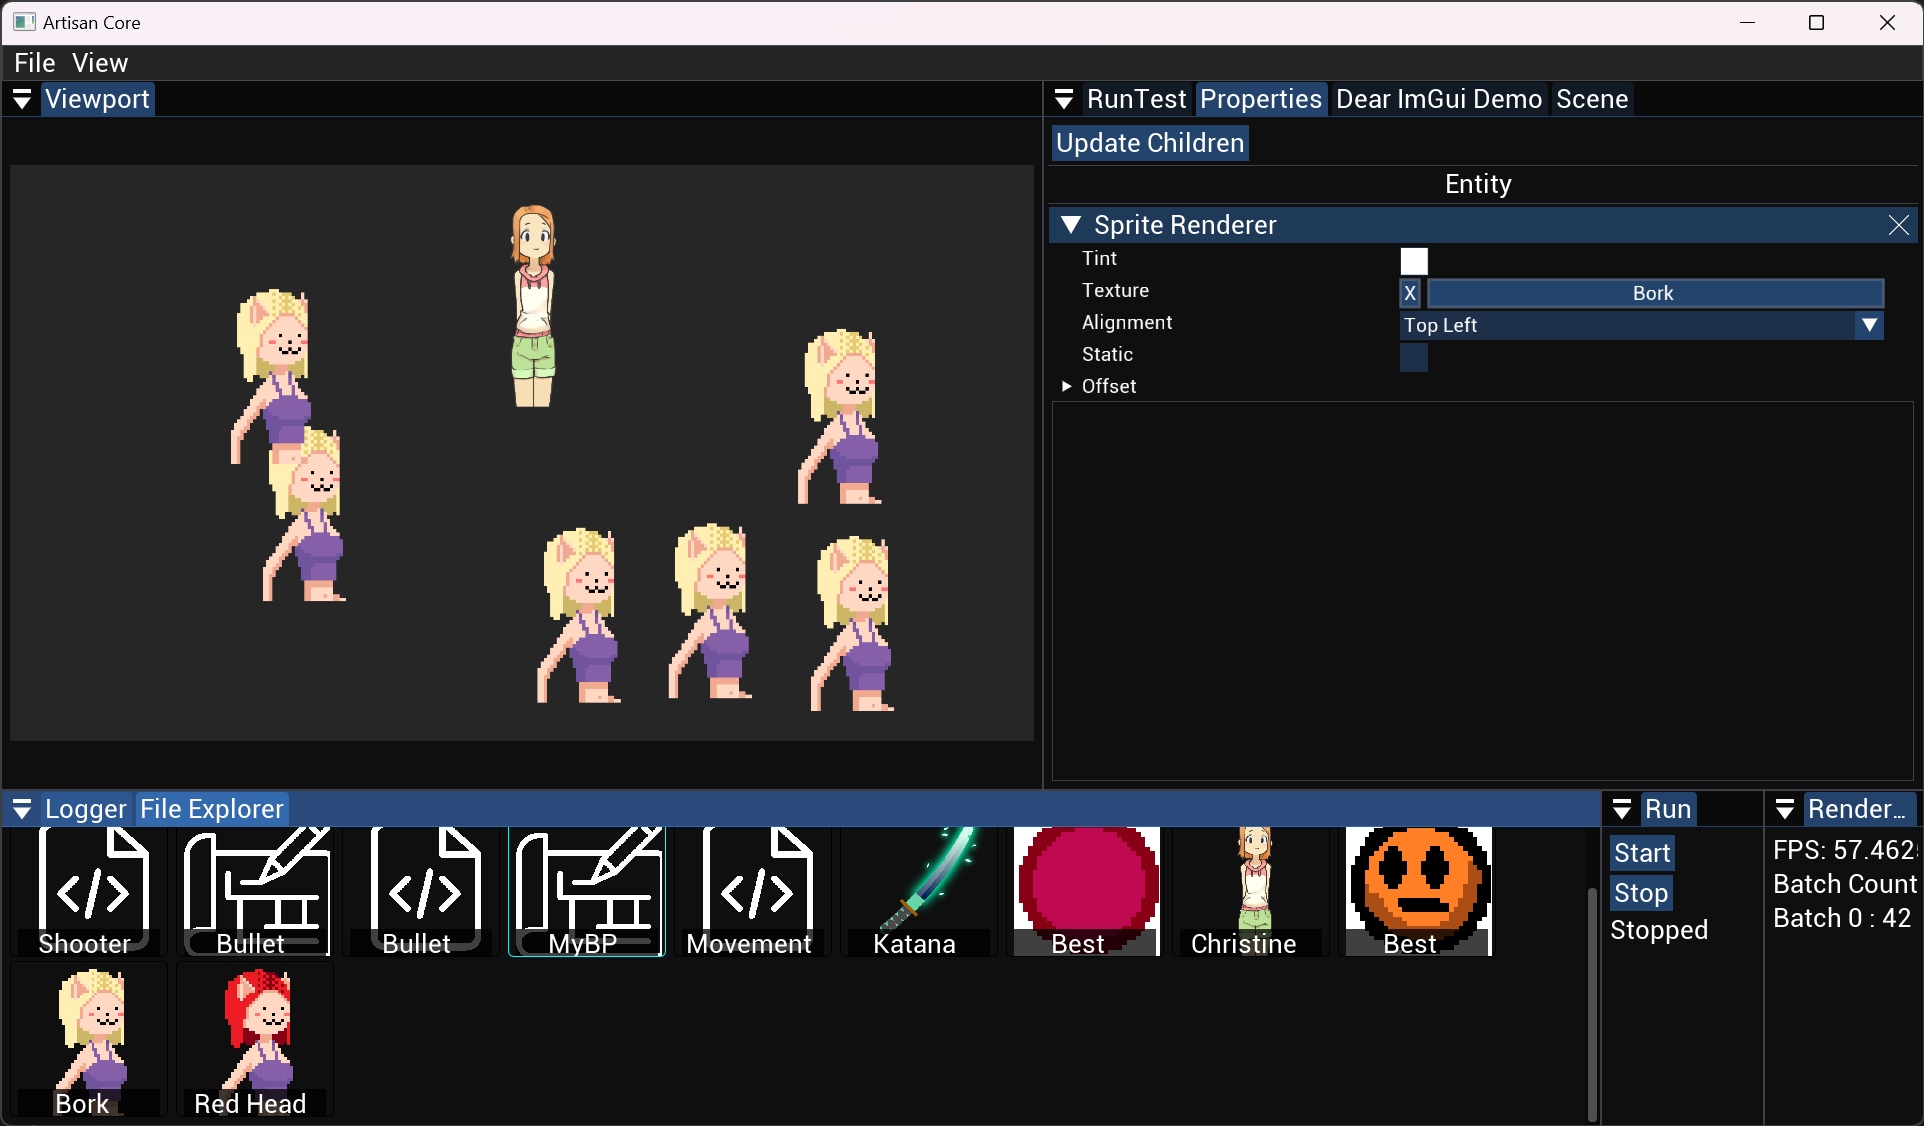 Artisan Core
File View
Viewport
RunTest Properties Dear ImGui Demo Scene
Update Children
Entity
Sprite Renderer
Tint
Texture X Bork
Alignment Top Left
Static
Offset
Logger File Explorer
Shooter Bullet Bullet MyBP Movement Katana Best Christine Best
Bork Red Head
Run
Start
Stop
Stopped
Render...
FPS: 57.462
Batch Count
Batch 0 : 42